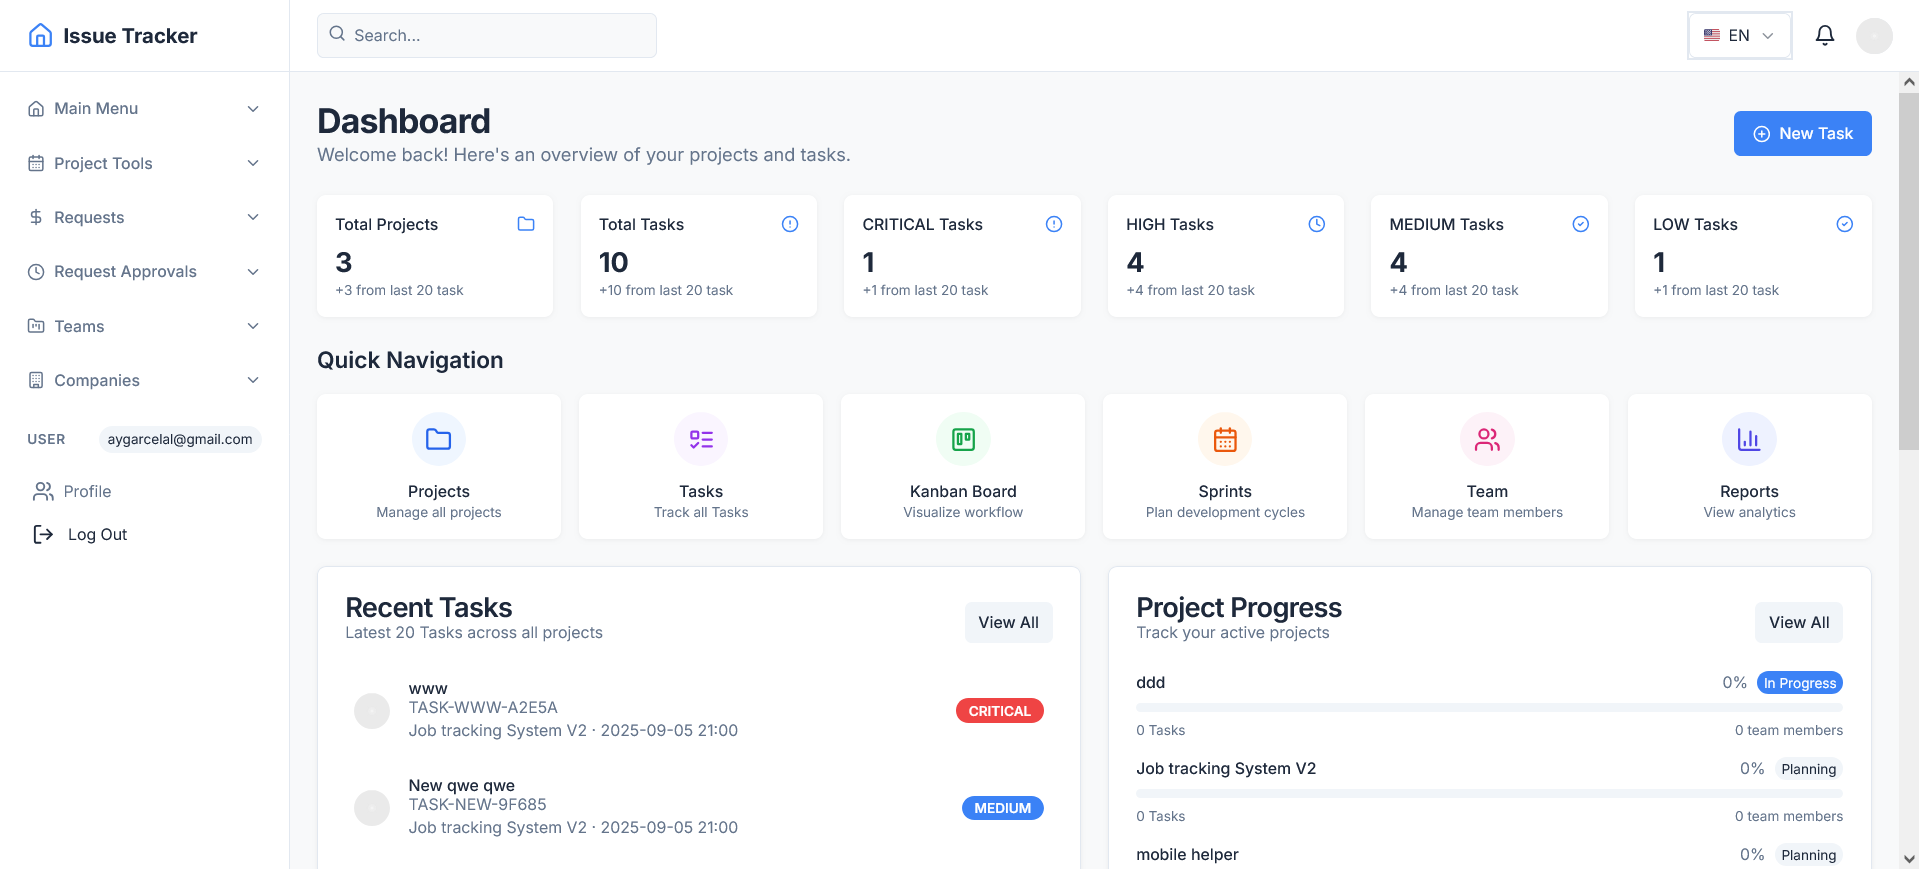 Issue Tracker
Search...
EN
Main Menu
Project Tools
Requests
Request Approvals
Teams
Companies
USER aygarcelal@gmail.com
Profile
Log Out
Dashboard
Welcome back! Here's an overview of your projects and tasks.
New Task
Total Projects
3
+3 from last 20 task
Total Tasks
10
+10 from last 20 task
CRITICAL Tasks
1
+1 from last 20 task
HIGH Tasks
4
+4 from last 20 task
MEDIUM Tasks
4
+4 from last 20 task
LOW Tasks
1
+1 from last 20 task
Quick Navigation
Projects
Manage all projects
Tasks
Track all Tasks
Kanban Board
Visualize workflow
Sprints
Plan development cycles
Team
Manage team members
Reports
View analytics
Recent Tasks
Latest 20 Tasks across all projects
View All
www
TASK-WWW-A2E5A
Job tracking System V2 · 2025-09-05 21:00
CRITICAL
New qwe qwe
TASK-NEW-9F685
Job tracking System V2 · 2025-09-05 21:00
MEDIUM
Project Progress
Track your active projects
View All
ddd 0% In Progress
0 Tasks 0 team members
Job tracking System V2 0% Planning
0 Tasks 0 team members
mobile helper 0% Planning